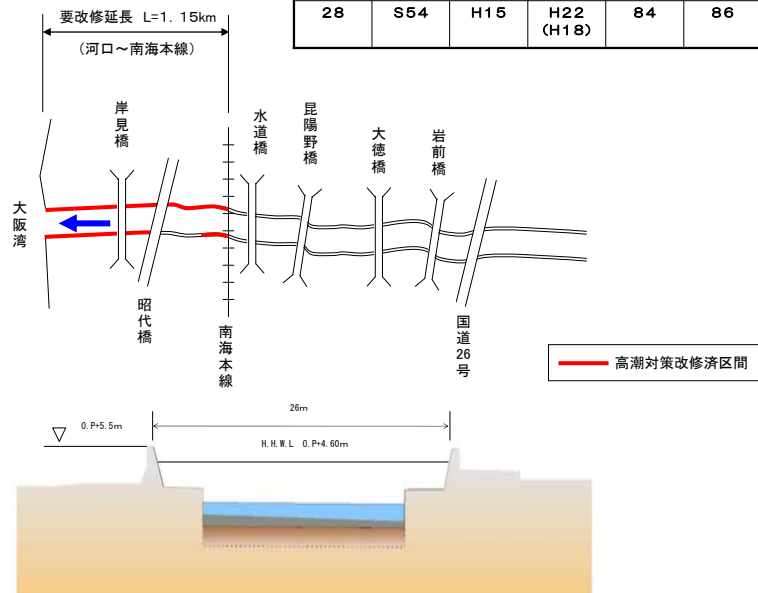 要改修延長 L=1.15km
(河口～南海本線)
28 S54 H15 H22 84 86
(H18)
岸見橋
水道橋
昆陽野橋
大徳橋
岩前橋
大阪湾
昭代橋
南海本線
国道26号
高潮対策改修済区間
26m
O.P+5.5m
H.H.W.L O.P+4.60m